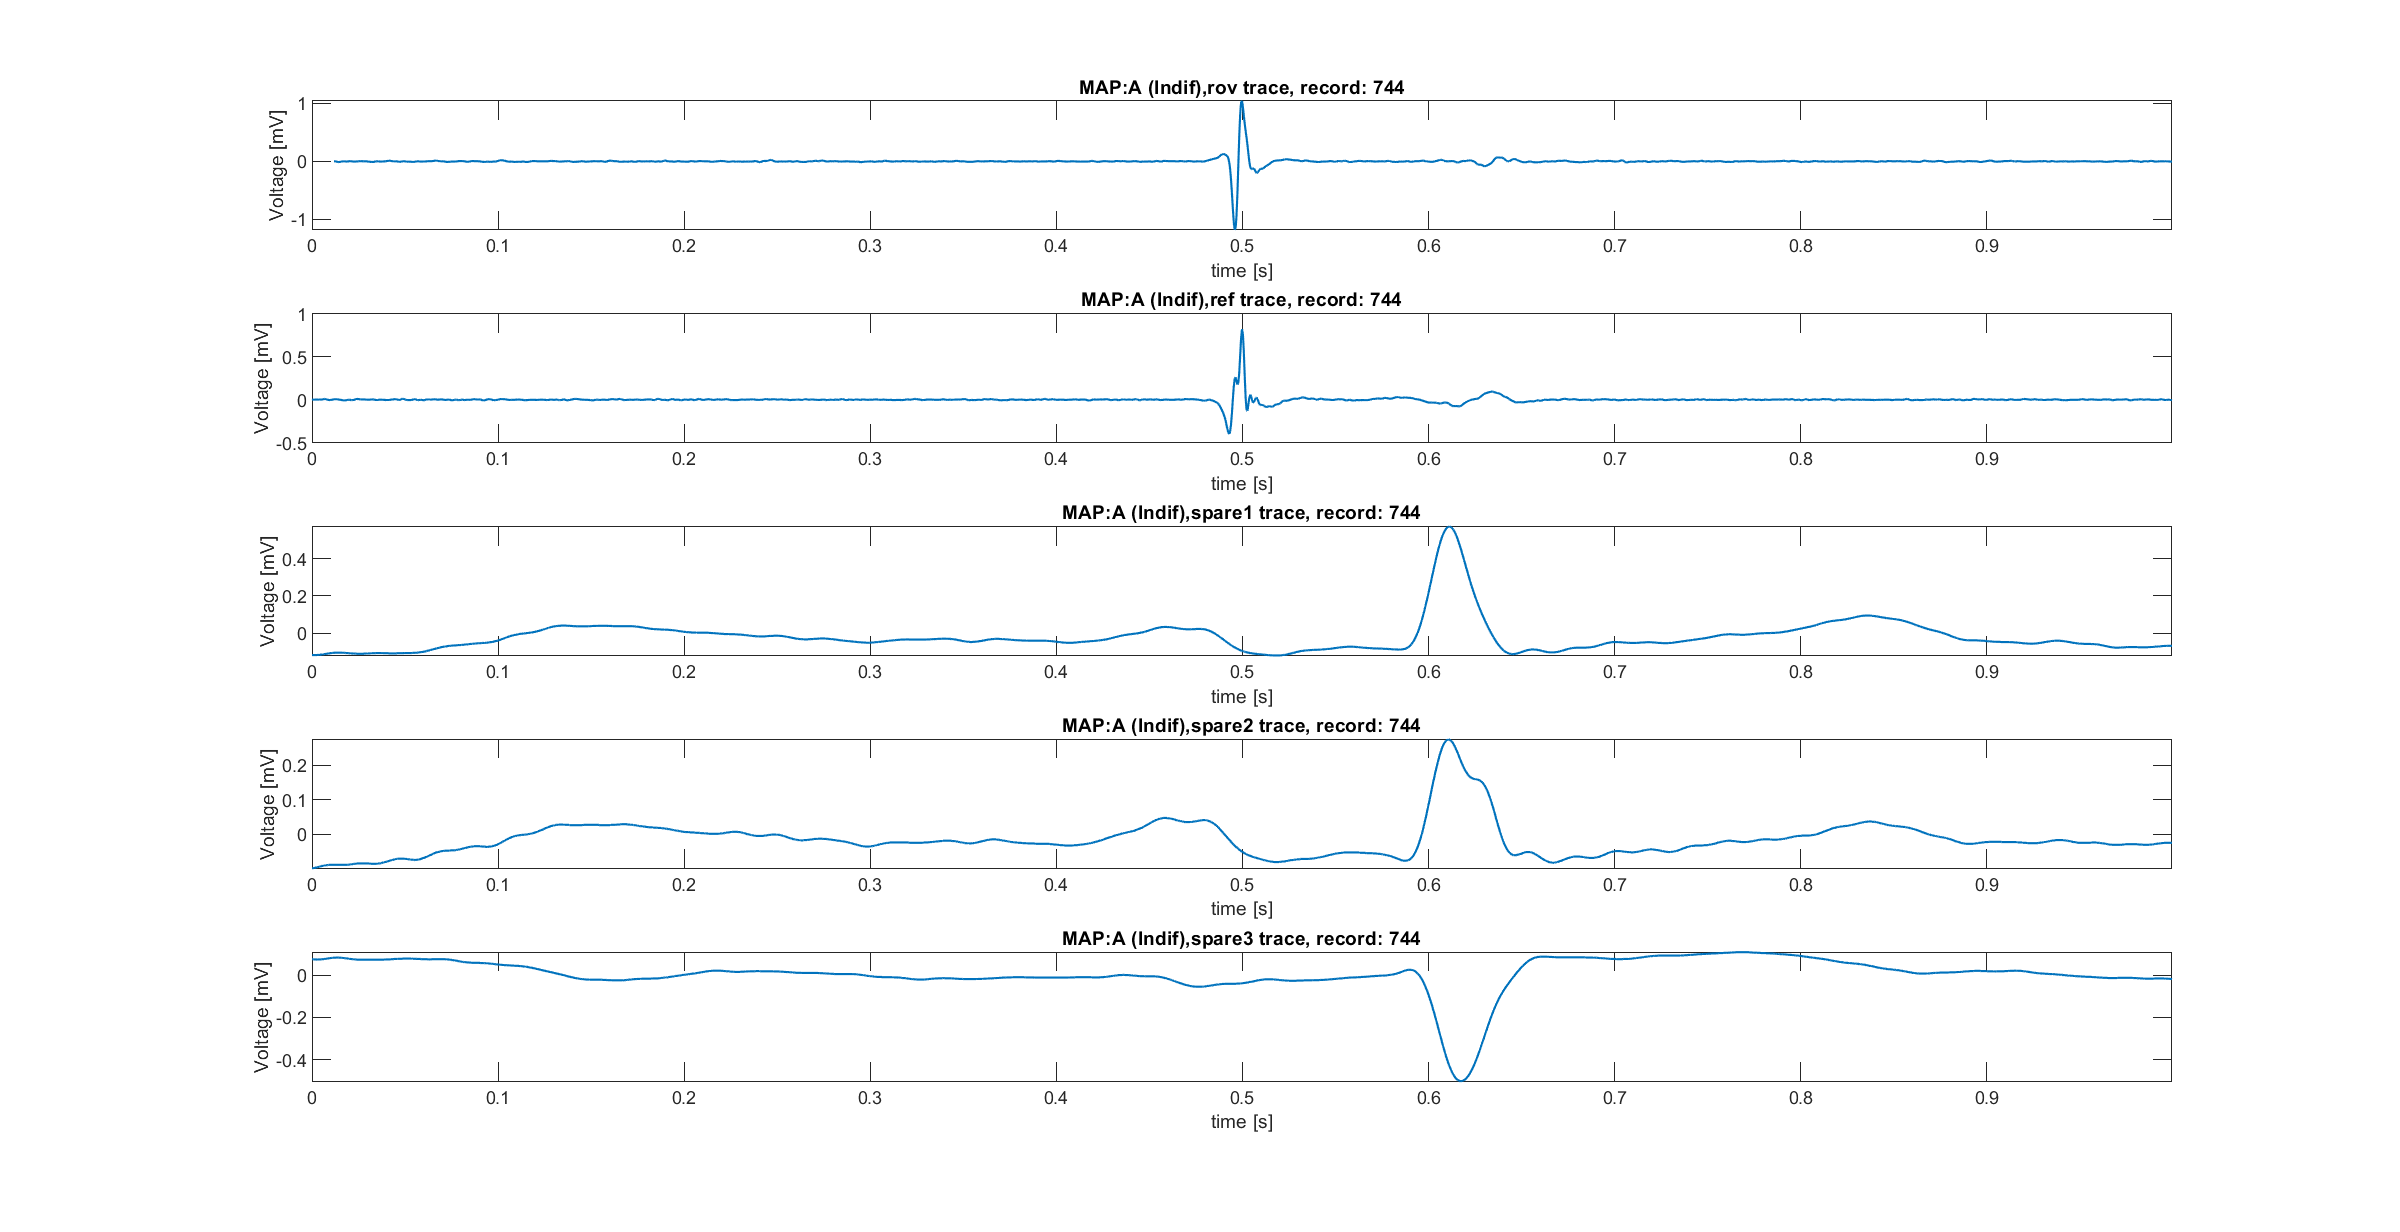 MAP:A (Indif),rov trace, record: 744
Voltage [mV]
1
0
-1
0 0.1 0.2 0.3 0.4 0.5 0.6 0.7 0.8 0.9
time [s]
MAP:A (Indif),ref trace, record: 744
Voltage [mV]
1
0.5
0
-0.5
0 0.1 0.2 0.3 0.4 0.5 0.6 0.7 0.8 0.9
time [s]
MAP:A (Indif),spare1 trace, record: 744
Voltage [mV]
0.4
0.2
0
0 0.1 0.2 0.3 0.4 0.5 0.6 0.7 0.8 0.9
time [s]
MAP:A (Indif),spare2 trace, record: 744
Voltage [mV]
0.2
0.1
0
0 0.1 0.2 0.3 0.4 0.5 0.6 0.7 0.8 0.9
time [s]
MAP:A (Indif),spare3 trace, record: 744
Voltage [mV]
0
-0.2
-0.4
0 0.1 0.2 0.3 0.4 0.5 0.6 0.7 0.8 0.9
time [s]